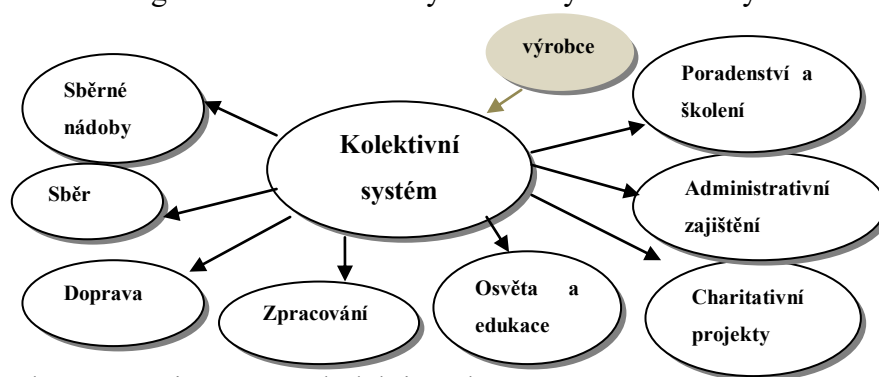 výrobce
Sběrné
nádoby
Poradenství a
školení
Kolektivní
systém
Sběr
Administrativní
zajištění
Doprava
Zpracování
Osvěta a
edukace
Charitativní
projekty